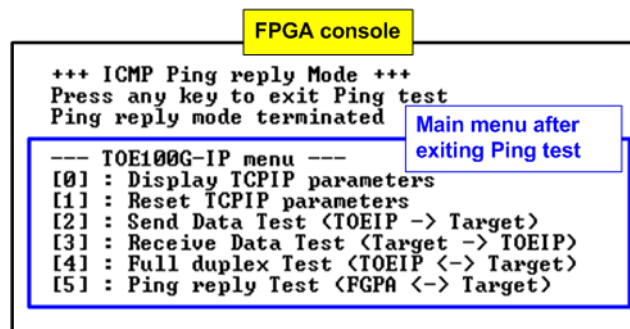 FPGA console
+++ ICMP Ping reply Mode +++
Press any key to exit Ping test
Ping reply mode terminated
Main menu after
exiting Ping test
--- TOE100G-IP menu ---
[0] : Display TCPIP parameters
[1] : Reset TCPIP parameters
[2] : Send Data Test (TOEIP -> Target)
[3] : Receive Data Test (Target -> TOEIP)
[4] : Full duplex Test (TOEIP <-> Target)
[5] : Ping reply Test (FGPA <-> Target)